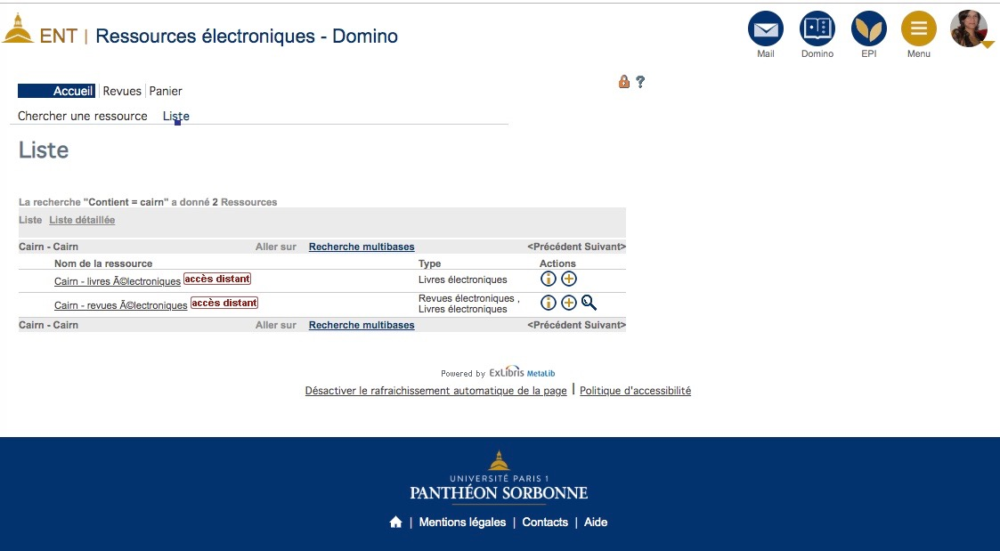 ENT | Ressources électroniques - Domino
Mail Domino EPI Menu
Accueil Revues Panier
?
Chercher une ressource Liste
Liste
La recherche "Contient = cairn" a donné 2 Ressources
Liste Liste détaillée
Cairn - Cairn Aller sur Recherche multibases <Précédent Suivant>
Nom de la ressource Type Actions
Cairn - livres Ã©lectroniques accès distant Livres électroniques
Cairn - revues Ã©lectroniques accès distant Revues électroniques ,
Livres électroniques
Cairn - Cairn Aller sur Recherche multibases <Précédent Suivant>
Powered by ExLibris MetaLib
Désactiver le rafraichissement automatique de la page | Politique d'accessibilité
UNIVERSITÉ PARIS 1
PANTHÉON SORBONNE
| Mentions légales | Contacts | Aide